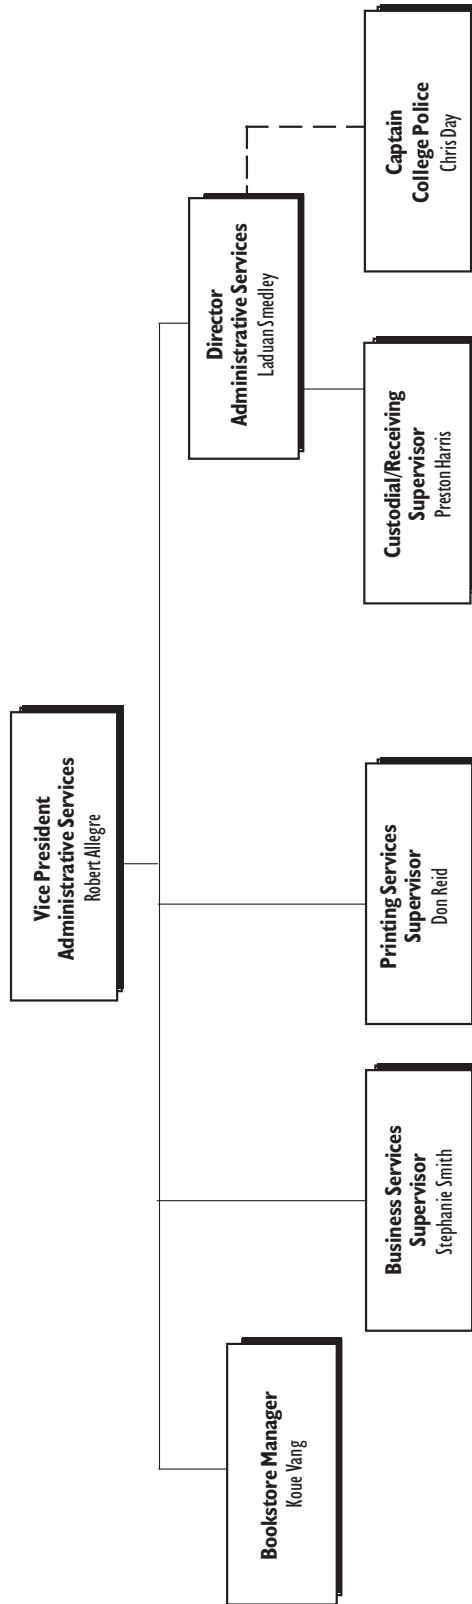 Vice President
Administrative Services
Robert Allegre
Director
Administrative Services
Laduan Smedley
Bookstore Manager
Koue Vang
Business Services
Supervisor
Stephanie Smith
Printing Services
Supervisor
Don Reid
Custodial/Receiving
Supervisor
Preston Harris
Captain
College Police
Chris Day